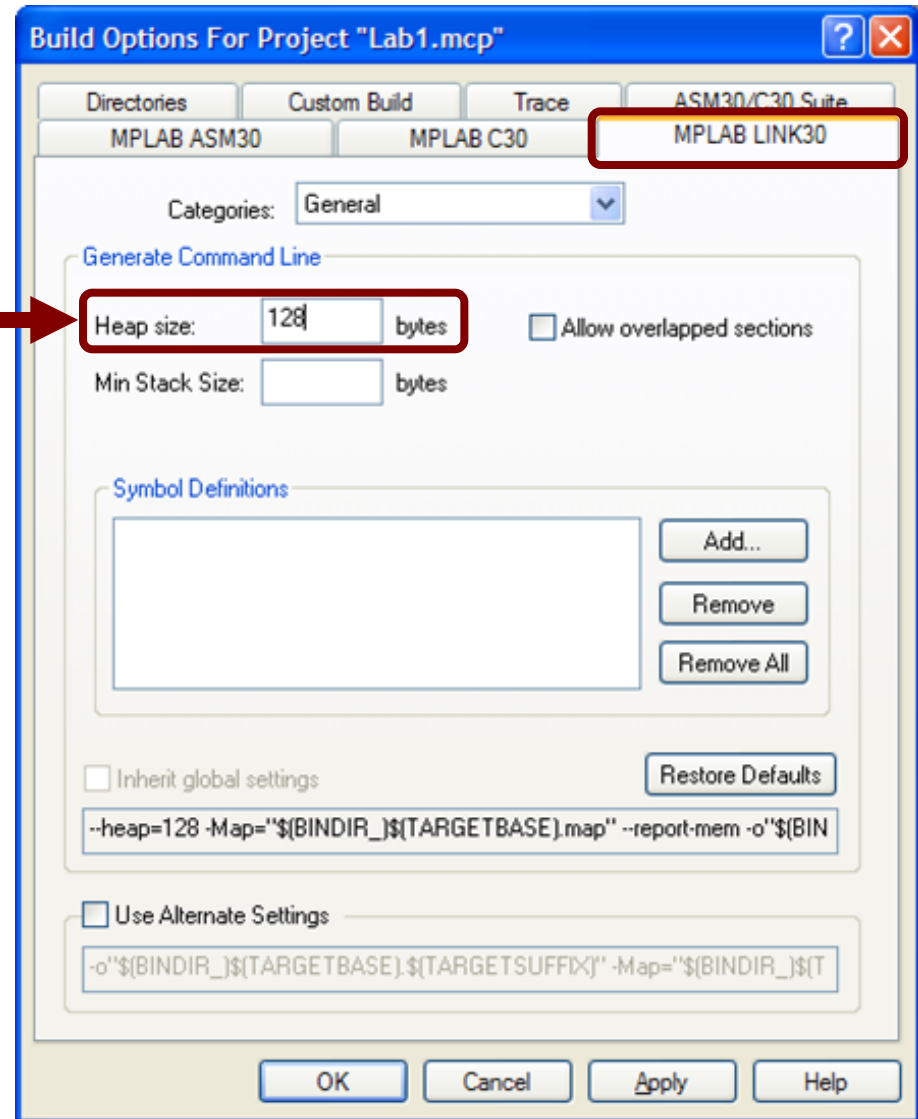 Build Options For Project "Lab1.mcp"
Directories Custom Build Trace ASM30/C30 Suite
MPLAB ASM30 MPLAB C30 MPLAB LINK30
Categories: General
Generate Command Line
Heap size: 128 bytes Allow overlapped sections
Min Stack Size: bytes
Symbol Definitions
Add...
Remove
Remove All
Inherit global settings Restore Defaults
--heap=128 -Map="$(BINDIR_)$(TARGETBASE).map" --report-mem -o"$(BIN
Use Alternate Settings
-o"$(BINDIR_)$(TARGETBASE).$(TARGETSUFFIX)" -Map="$(BINDIR_)$(T
OK Cancel Apply Help